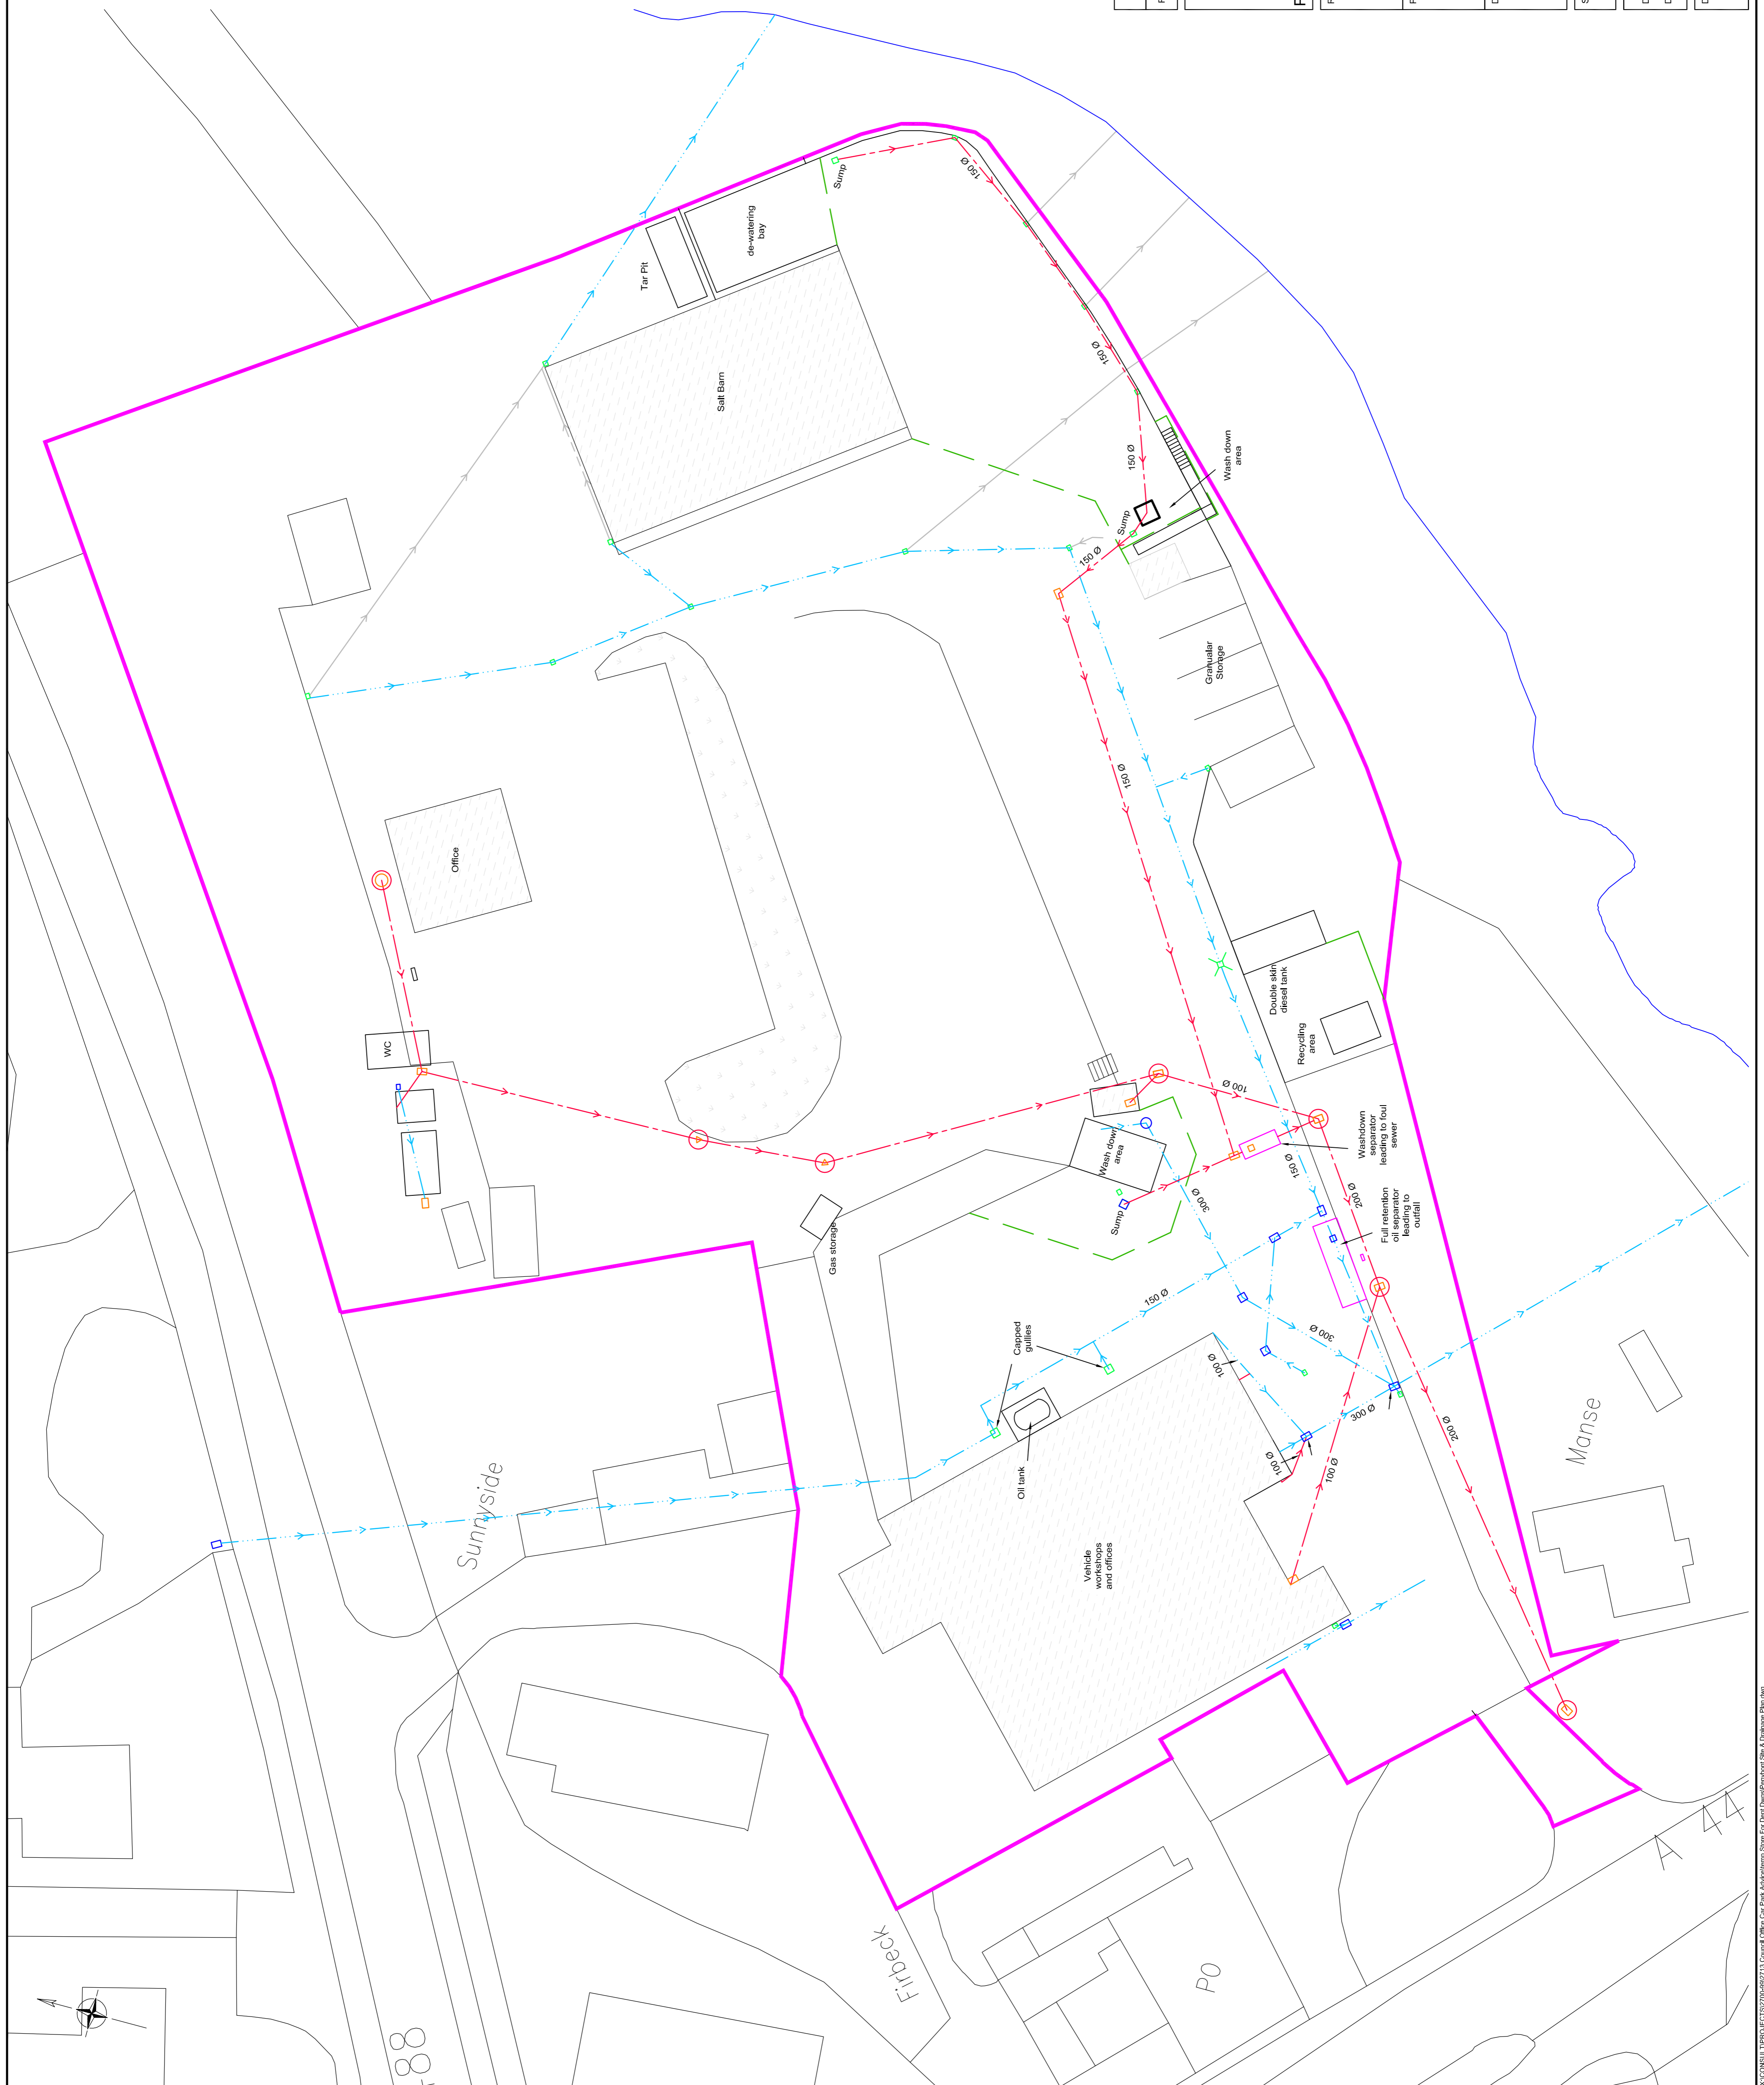 Sump
150 Ø
de-watering
bay
Tar Pit
Salt Barn
150 Ø
150 Ø
Wash down
area
Sump
150 Ø
Granuallar
Storage
150 Ø
Office
WC
Double skin
diesel tank
Recycling
area
100 Ø
Wash down
area
Washdown
separator
leading to foul
sewer
150 Ø
200 Ø
300 Ø
Sump
Full retention
oil separator
leading to
outfall
Gas storage
150 Ø
Capped
gullies
300 Ø
100 Ø
300 Ø
200 Ø
Manse
100 Ø
100 Ø
Oil tank
Sunnyside
Vehicle
workshops
and offices
Firbeck
PO
A 44
88